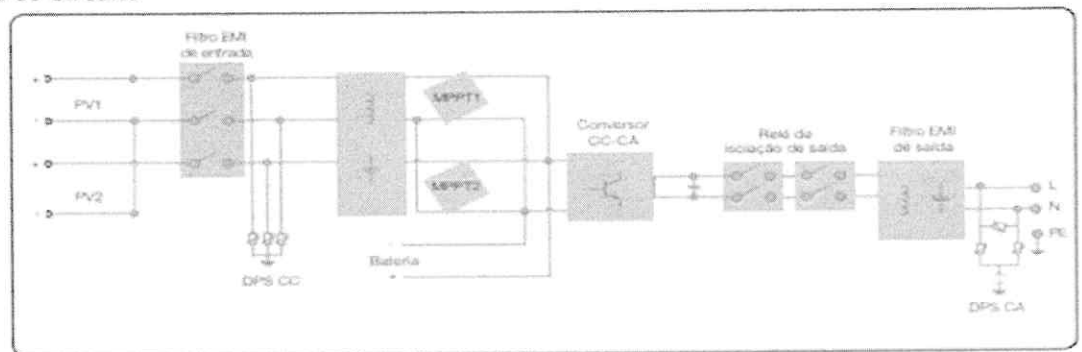 Filtro EMI
de entrada
+
PV1
-
+
PV2
-
MPPT1
MPPT2
DPS CC
Bateria
Conversor
CC-CA
Relé de
isolação de saída
Filtro EMI
de saída
L
N
PE
DPS CA